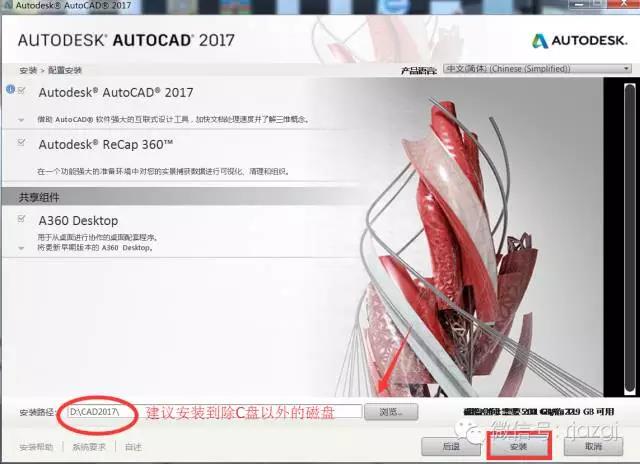 Autodesk® AutoCAD® 2017
AUTODESK® AUTOCAD® 2017
AUTODESK.
安装 > 配置安装
产品语言:
中文(简体) (Chinese (Simplified))
Autodesk® AutoCAD® 2017
借助 AutoCAD® 软件强大的互联式设计工具，加快文档处理速度并了解三维概念。
Autodesk® ReCap 360™
在一个功能强大的准备环境中对您的实景捕获数据进行可视化、清理和组织。
共享组件
A360 Desktop
用于从桌面进行协作的桌面配套程序。
将更新早期版本的 A360 Desktop。
安装路径:
D:\CAD2017\
建议安装到除C盘以外的磁盘
浏览...
GB 可用
微信号: rjazgj
安装帮助
系统要求
自述
后退
安装
取消